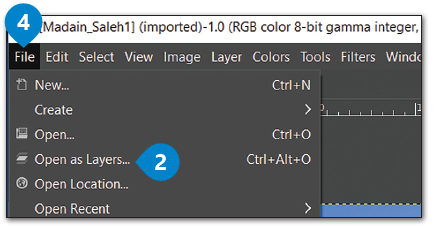 4
[Madain_Saleh1] (imported)-1.0 (RGB color 8-bit gamma integer,
File Edit Select View Image Layer Colors Tools Filters Windo
New... Ctrl+N
Create >
Open... Ctrl+O
Open as Layers... 2 Ctrl+Alt+O
Open Location...
Open Recent >